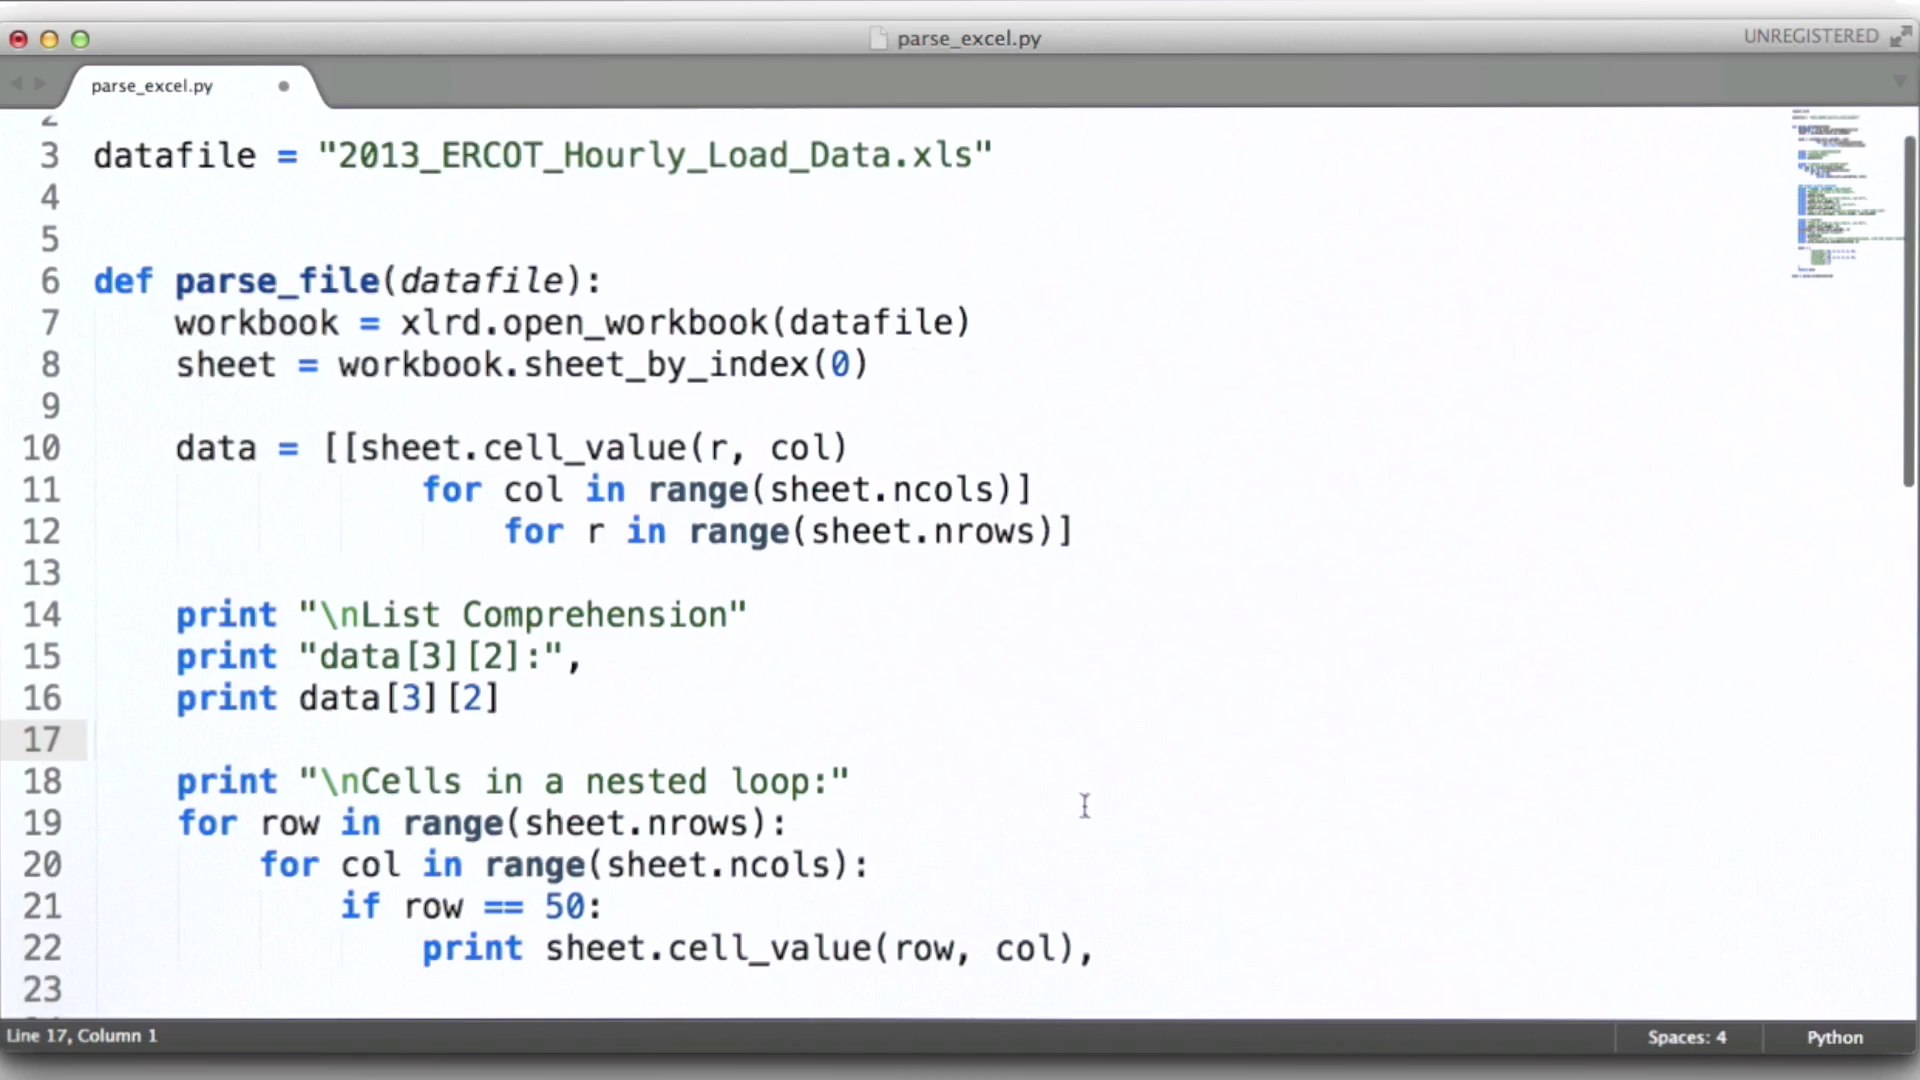 parse_excel.py
UNREGISTERED
parse_excel.py
2
3 datafile = "2013_ERCOT_Hourly_Load_Data.xls"
4
5
6 def parse_file(datafile):
7     workbook = xlrd.open_workbook(datafile)
8     sheet = workbook.sheet_by_index(0)
9
10     data = [[sheet.cell_value(r, col)
11                 for col in range(sheet.ncols)]
12                     for r in range(sheet.nrows)]
13
14     print "\nList Comprehension"
15     print "data[3][2]:",
16     print data[3][2]
17
18     print "\nCells in a nested loop:"
19     for row in range(sheet.nrows):
20         for col in range(sheet.ncols):
21             if row == 50:
22                 print sheet.cell_value(row, col),
23
Line 17, Column 1
Spaces: 4
Python